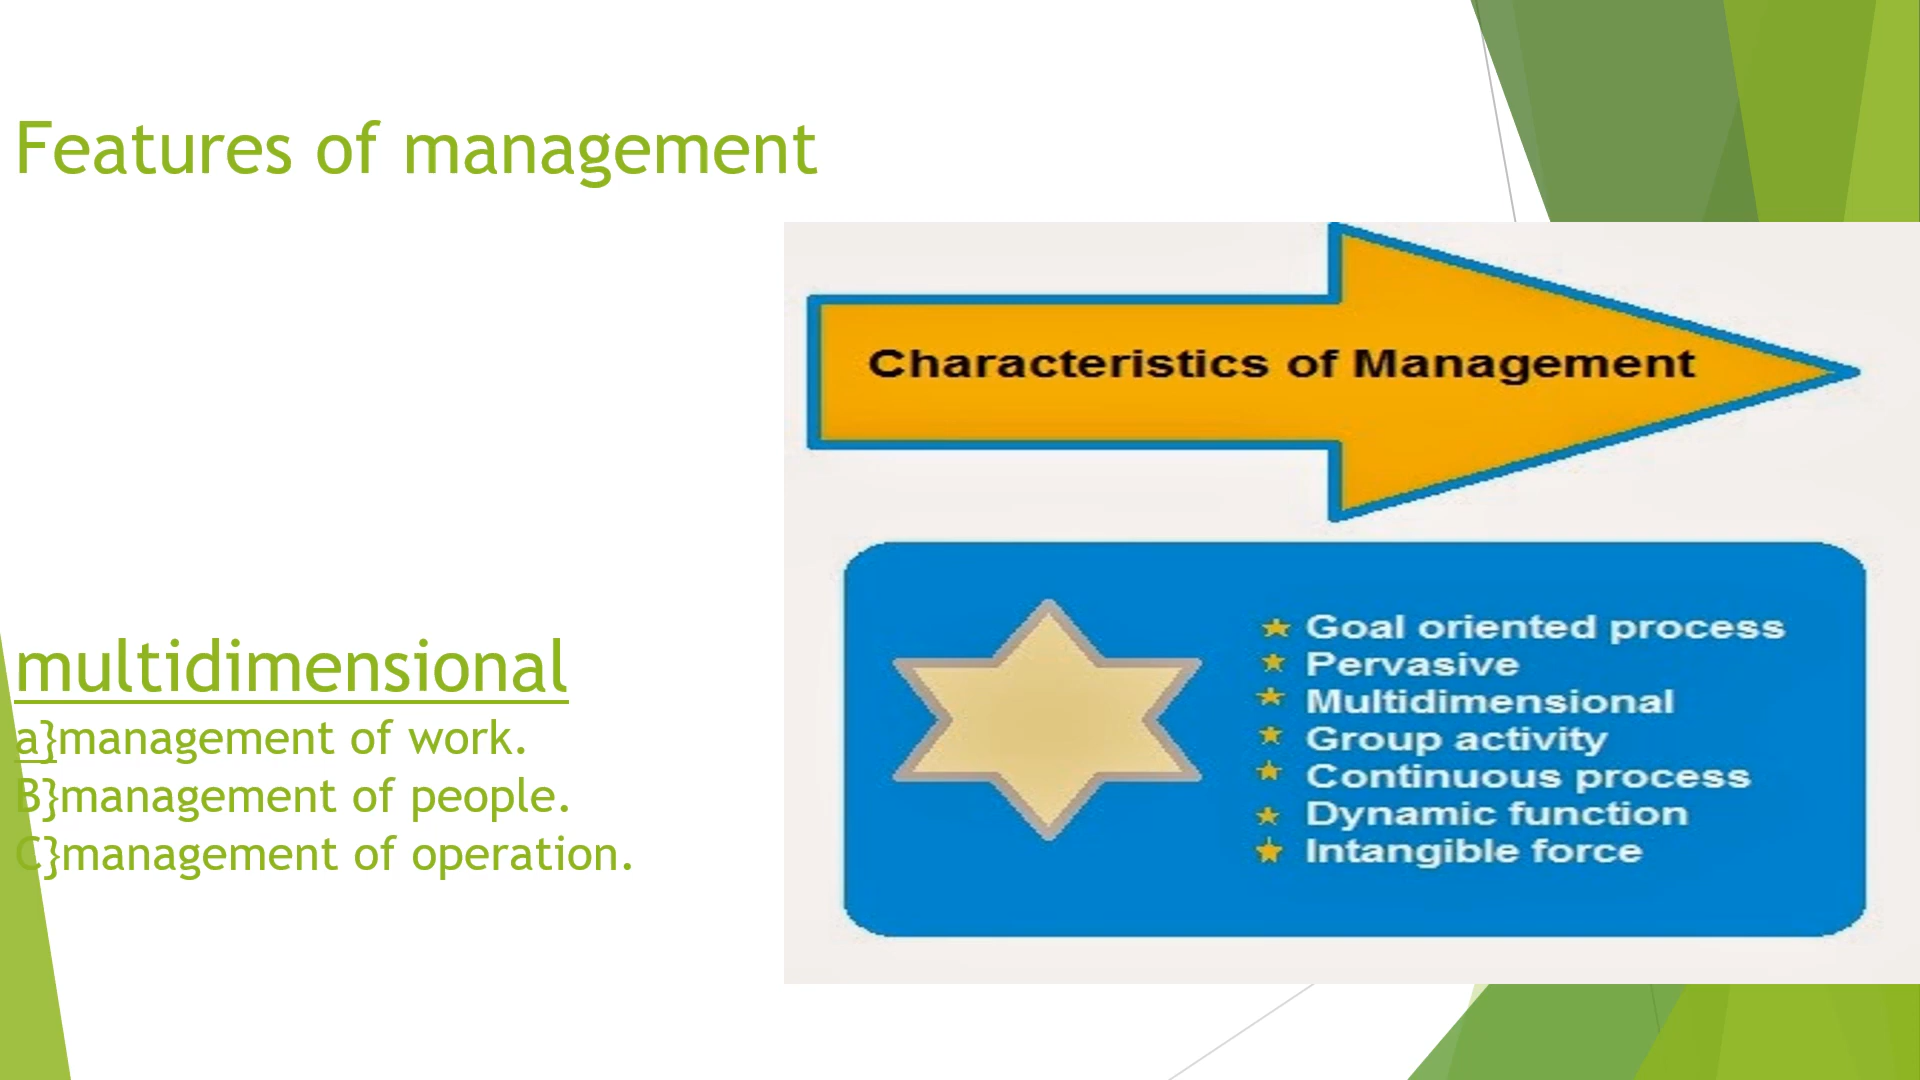 Features of management
multidimensional
a}management of work.
B}management of people.
C}management of operation.
Characteristics of Management
Goal oriented process
Pervasive
Multidimensional
Group activity
Continuous process
Dynamic function
Intangible force